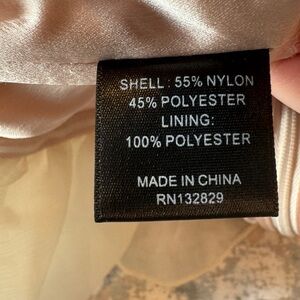 SHELL: 55% NYLON
45% POLYESTER
LINING:
100% POLYESTER
MADE IN CHINA
RN132829